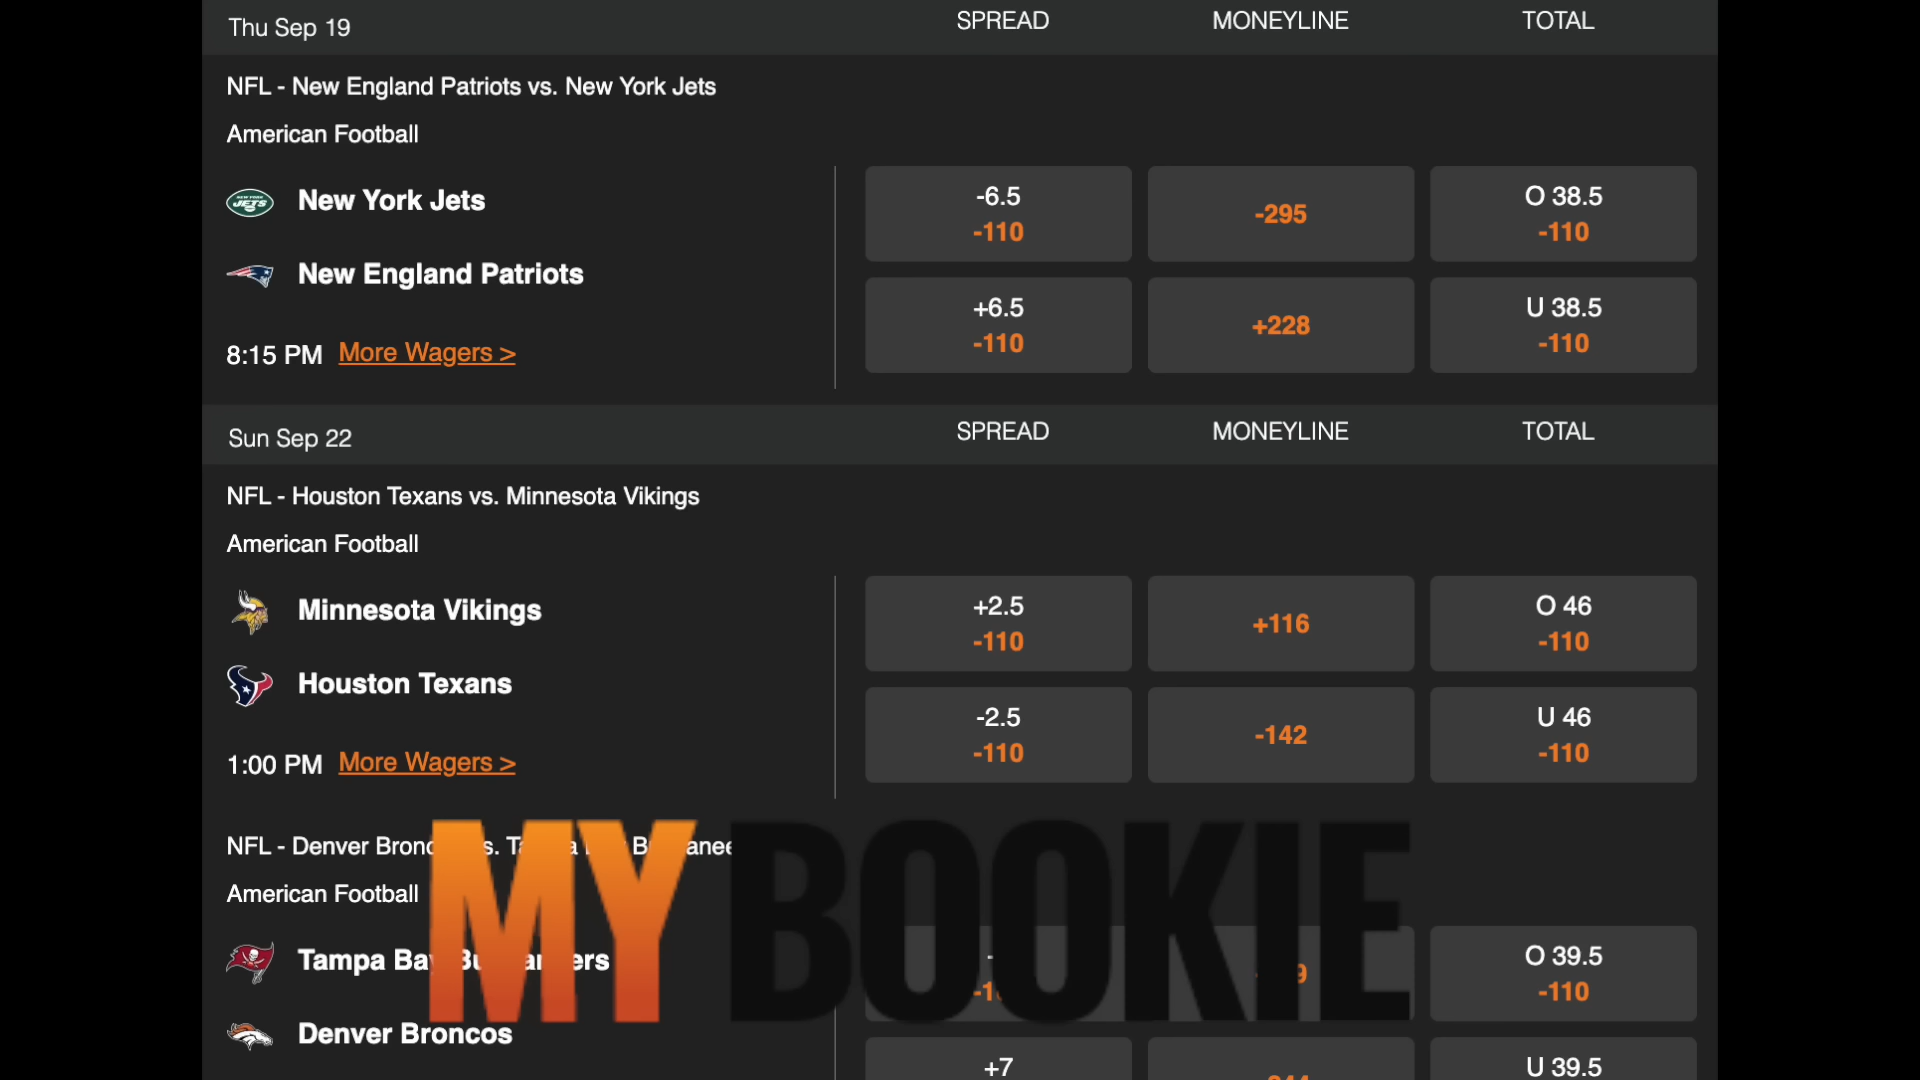 Thu Sep 19 SPREAD MONEYLINE TOTAL
NFL - New England Patriots vs. New York Jets
American Football
New York Jets
-6.5 -295 O 38.5
-110 -110
New England Patriots
+6.5 +228 U 38.5
-110 -110
8:15 PM More Wagers >
Sun Sep 22 SPREAD MONEYLINE TOTAL
NFL - Houston Texans vs. Minnesota Vikings
American Football
Minnesota Vikings
+2.5 +116 O 46
-110 -110
Houston Texans
-2.5 -142 U 46
-110 -110
1:00 PM More Wagers >
NFL - Denver
American Football
MYBOOKIE
Tampa
O 39.5
-110
Denver Broncos
+7 U 39.5